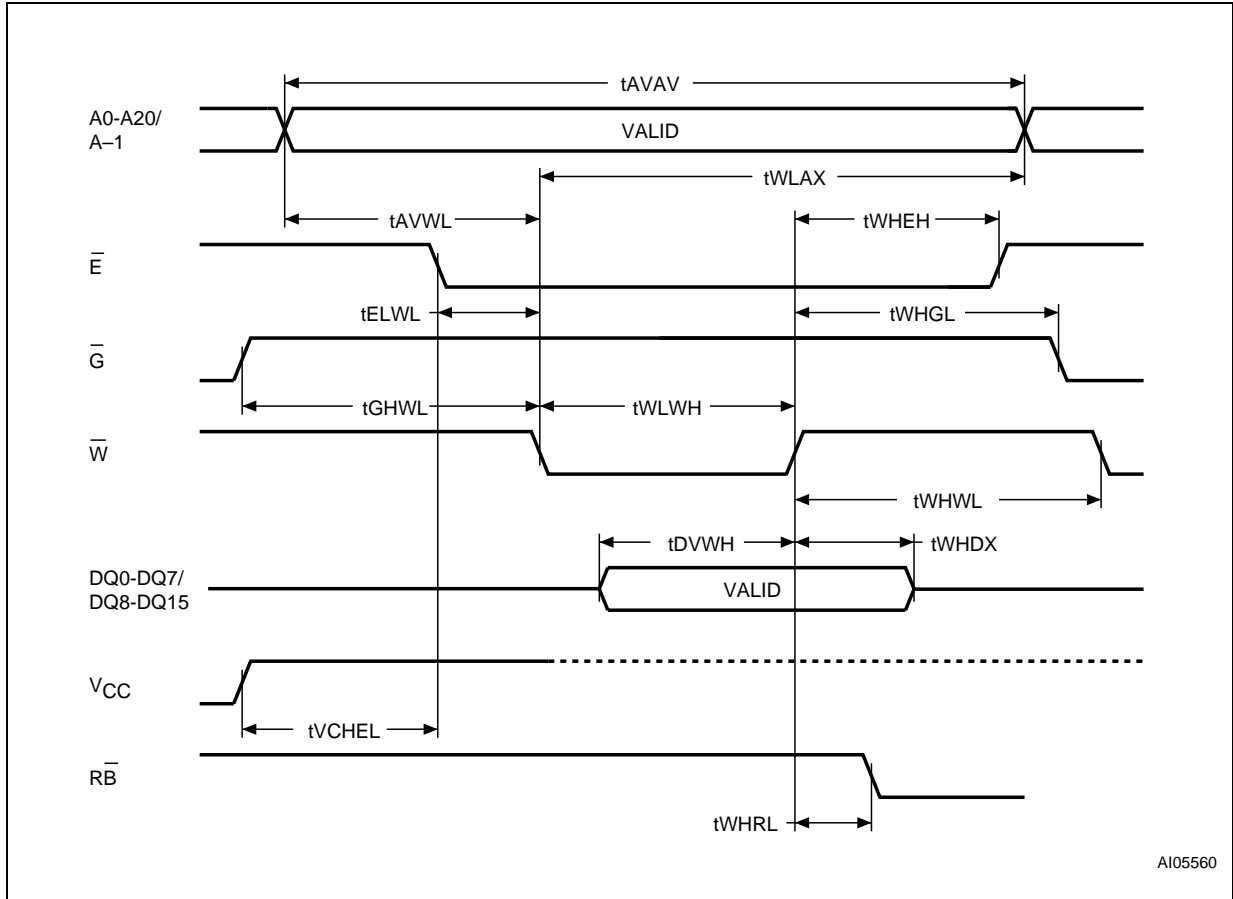 tAVAV
A0-A20/
A–1
VALID
tWLAX
tAVWL
tWHEH
E̅
tELWL
tWHGL
G̅
tGHWL
tWLWH
W̅
tWHWL
tDVWH
tWHDX
DQ0-DQ7/
DQ8-DQ15
VALID
VCC
tVCHEL
RB̅
tWHRL
AI05560